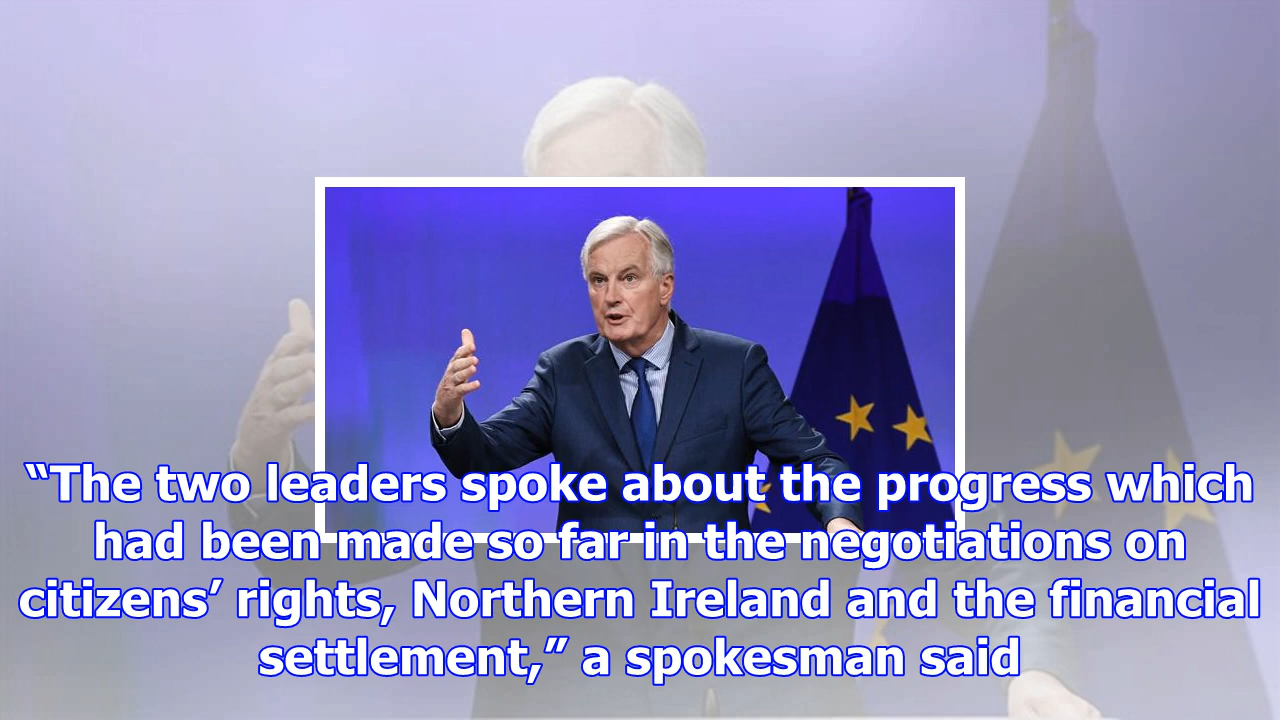 “The two leaders spoke about the progress which
had been made so far in the negotiations on
citizens’ rights, Northern Ireland and the financial
settlement,” a spokesman said